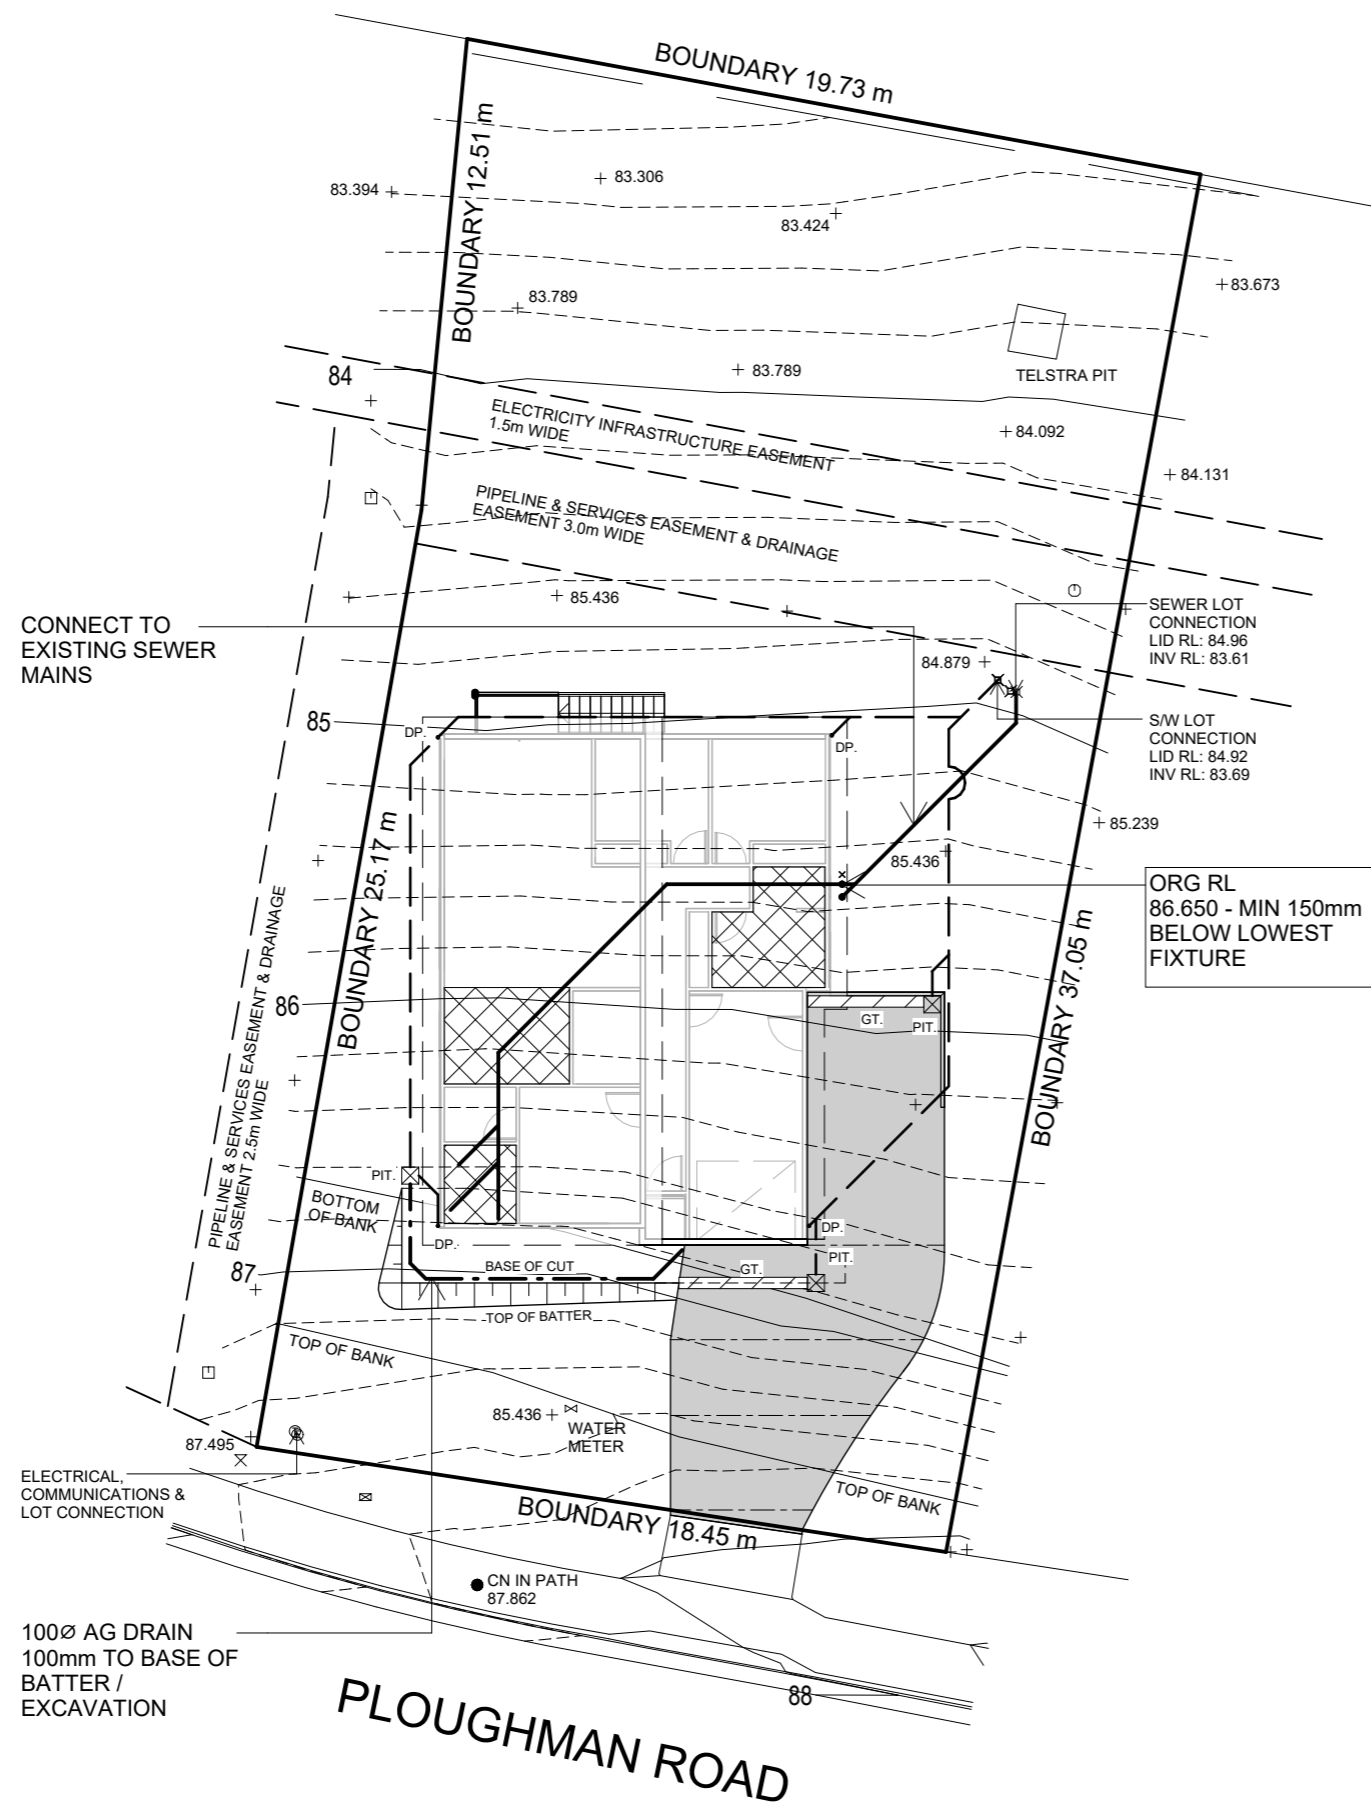 BOUNDARY 19.73 m
BOUNDARY 12.51 m
83.394
83.306
83.424
83.673
83.789
83.789
TELSTRA PIT
84
ELECTRICITY INFRASTRUCTURE EASEMENT
1.5m WIDE
84.092
84.131
PIPELINE & SERVICES EASEMENT & DRAINAGE
EASEMENT 3.0m WIDE
85.436
CONNECT TO
EXISTING SEWER
MAINS
SEWER LOT
CONNECTION
LID RL: 84.96
INV RL: 83.61
84.879
85
DP.
DP.
S/W LOT
CONNECTION
LID RL: 84.92
INV RL: 83.69
85.239
85.436
BOUNDARY 25.17 m
ORG RL
86.650 - MIN 150mm
BELOW LOWEST
FIXTURE
PIPELINE & SERVICES EASEMENT & DRAINAGE
EASEMENT 2.5m WIDE
BOUNDARY 37.05 m
86
GT.
PIT.
PIT.
BOTTOM
OF BANK
DP.
DP.
PIT.
87
BASE OF CUT
GT.
TOP OF BATTER
TOP OF BANK
85.436
WATER
METER
87.495
ELECTRICAL,
COMMUNICATIONS &
LOT CONNECTION
TOP OF BANK
BOUNDARY 18.45 m
CN IN PATH
87.862
100Ø AG DRAIN
100mm TO BASE OF
BATTER /
EXCAVATION
88
PLOUGHMAN ROAD